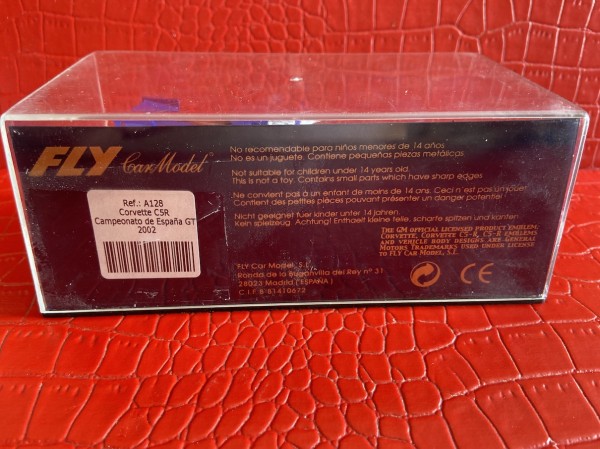 FLY Car Model
Ref.: A128
Corvette C5R
Campeonato de España GT
2002
No recomendable para niños menores de 14 años
No es un juguete. Contiene pequeñas piezas metálicas
Not suitable for children under 14 years old.
This is not a toy. Contains small parts which have sharp edges
Ne convient pas à un enfant de moins de 14 ans. Ceci n'est pas un jouet
Contient des petites pièces pouvant présenter un danger potentiel
Nicht geeignet fuer kinder unter 14 jahren.
Kein spielzeug. Achtung! Enthaelt kleine teile, scharfe spitzen und kanten
THE GM OFFICIAL LICENSED PRODUCT EMBLEM,
CORVETTE, CORVETTE C5-R, C5-R EMBLEMS
AND VEHICLE BODY DESIGNS ARE GENERAL
MOTORS TRADEMARKS USED UNDER LICENSE
TO FLY CAR MODEL, S.L.
FLY Car Model S.L.
Ronda de la Buganvilla del Rey nº 31
28023 Madrid (ESPAÑA)
C.I.F B 81410672
0-3
CE